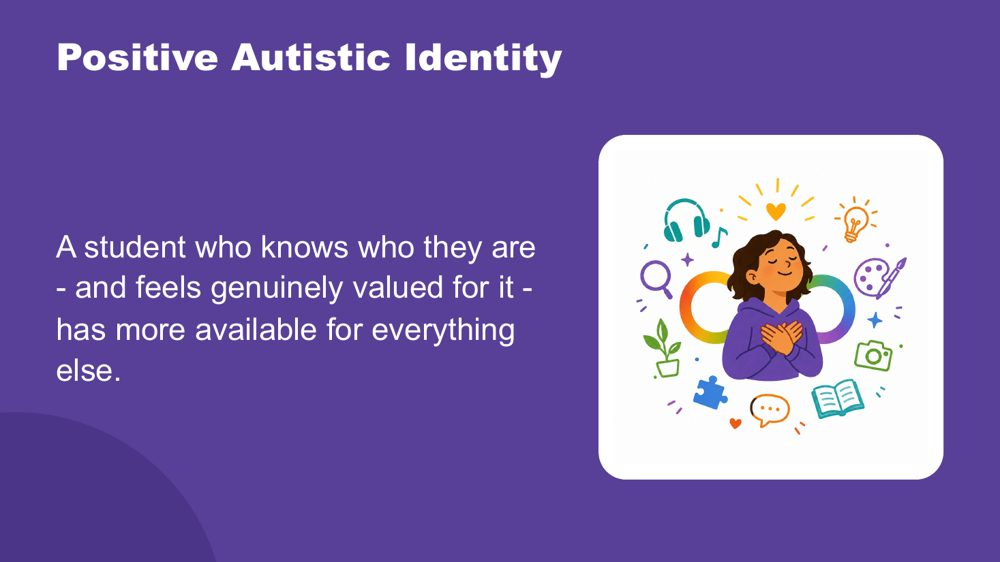 Positive Autistic Identity
A student who knows who they are
- and feels genuinely valued for it -
has more available for everything
else.